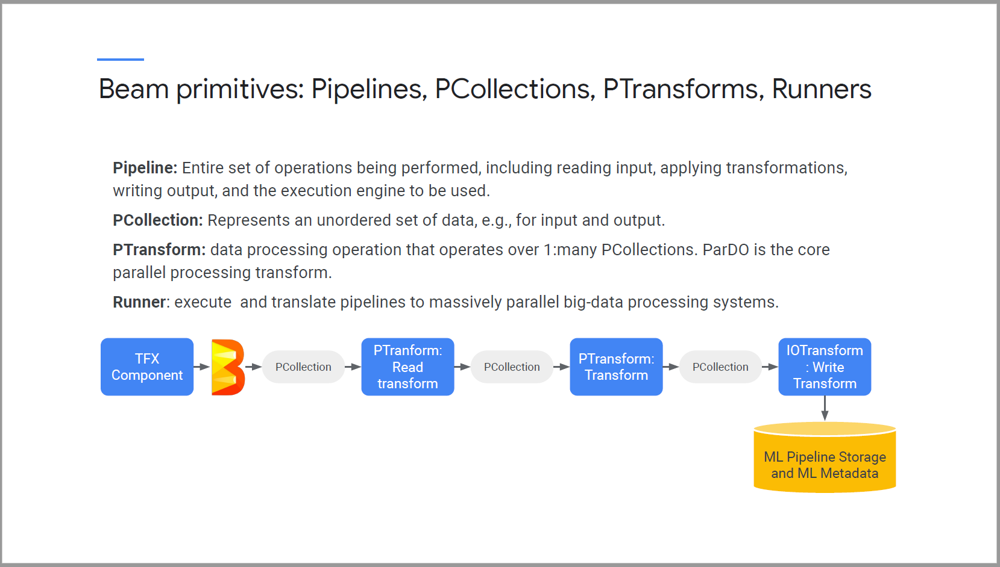 Beam primitives: Pipelines, PCollections, PTransforms, Runners
Pipeline: Entire set of operations being performed, including reading input, applying transformations,
writing output, and the execution engine to be used.
PCollection: Represents an unordered set of data, e.g., for input and output.
PTransform: data processing operation that operates over 1:many PCollections. ParDO is the core
parallel processing transform.
Runner: execute  and translate pipelines to massively parallel big-data processing systems.
TFX
Component
PCollection
PTranform:
Read
transform
PCollection
PTransform:
Transform
PCollection
IOTransform
: Write
Transform
ML Pipeline Storage
and ML Metadata